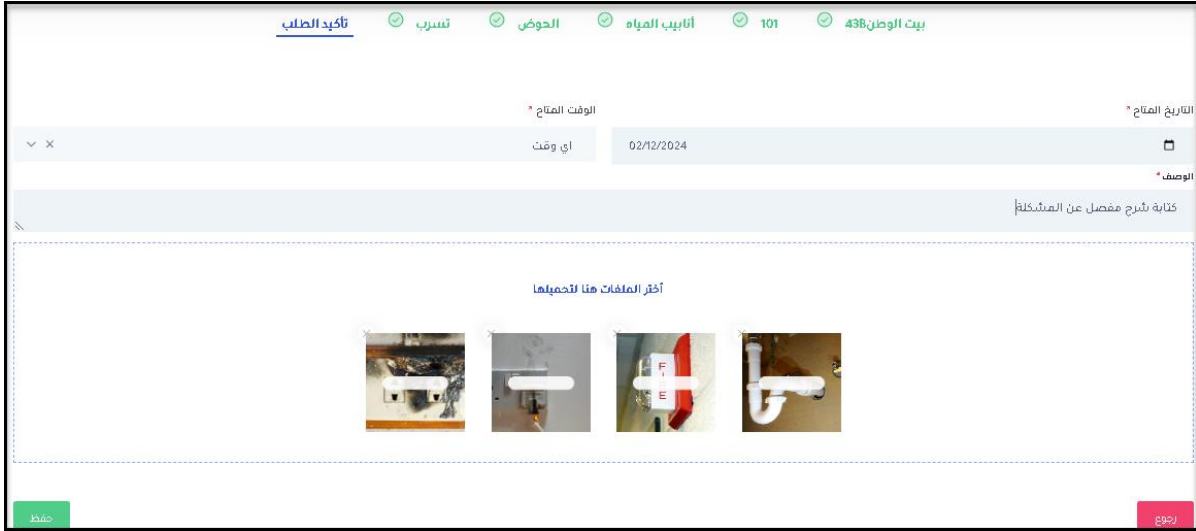 بيت الوطن43B
101
أنابيب المياه
الحوض
تسرب
تأكيد الطلب
التاريخ المتاح *
الوقت المتاح *
02/12/2024
اي وقت
الوصف *
كتابة شرح مفصل عن المشكلة
أختر الملفات هنا لتحميلها
رجوع
حفظ